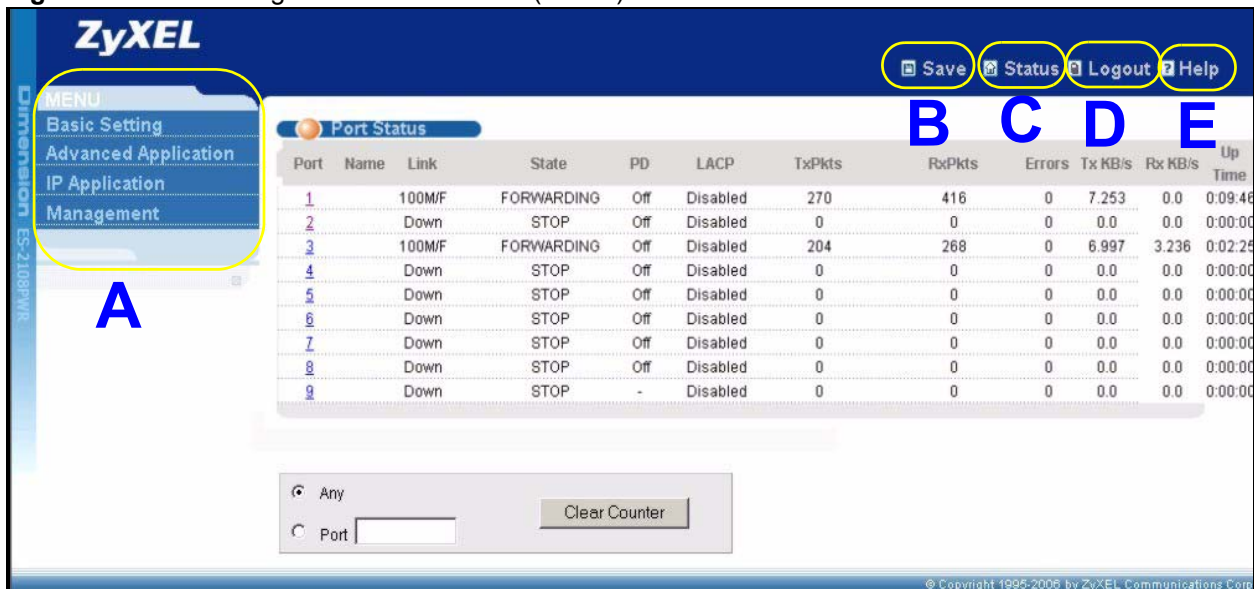 ZyXEL
Save Status Logout Help
B C D E
MENU
Basic Setting
Advanced Application
IP Application
Management
A
Dimension ES-2108PWR
Port Status
Port Name Link State PD LACP TxPkts RxPkts Errors Tx KB/s Rx KB/s Up Time
1 100M/F FORWARDING Off Disabled 270 416 0 7.253 0.0 0:09:46
2 Down STOP Off Disabled 0 0 0 0.0 0.0 0:00:00
3 100M/F FORWARDING Off Disabled 204 268 0 6.997 3.236 0:02:25
4 Down STOP Off Disabled 0 0 0 0.0 0.0 0:00:00
5 Down STOP Off Disabled 0 0 0 0.0 0.0 0:00:00
6 Down STOP Off Disabled 0 0 0 0.0 0.0 0:00:00
7 Down STOP Off Disabled 0 0 0 0.0 0.0 0:00:00
8 Down STOP Off Disabled 0 0 0 0.0 0.0 0:00:00
9 Down STOP - Disabled 0 0 0 0.0 0.0 0:00:00
Any
Port
Clear Counter
© Copyright 1995-2006 by ZyXEL Communications Corp